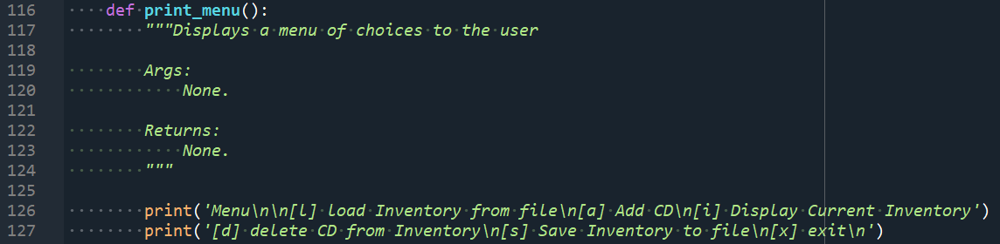 116 def print_menu():
117 """Displays a menu of choices to the user
118
119 Args:
120 None.
121
122 Returns:
123 None.
124 """
125
126 print('Menu\n\n[l] load Inventory from file\n[a] Add CD\n[i] Display Current Inventory')
127 print('[d] delete CD from Inventory\n[s] Save Inventory to file\n[x] exit\n')